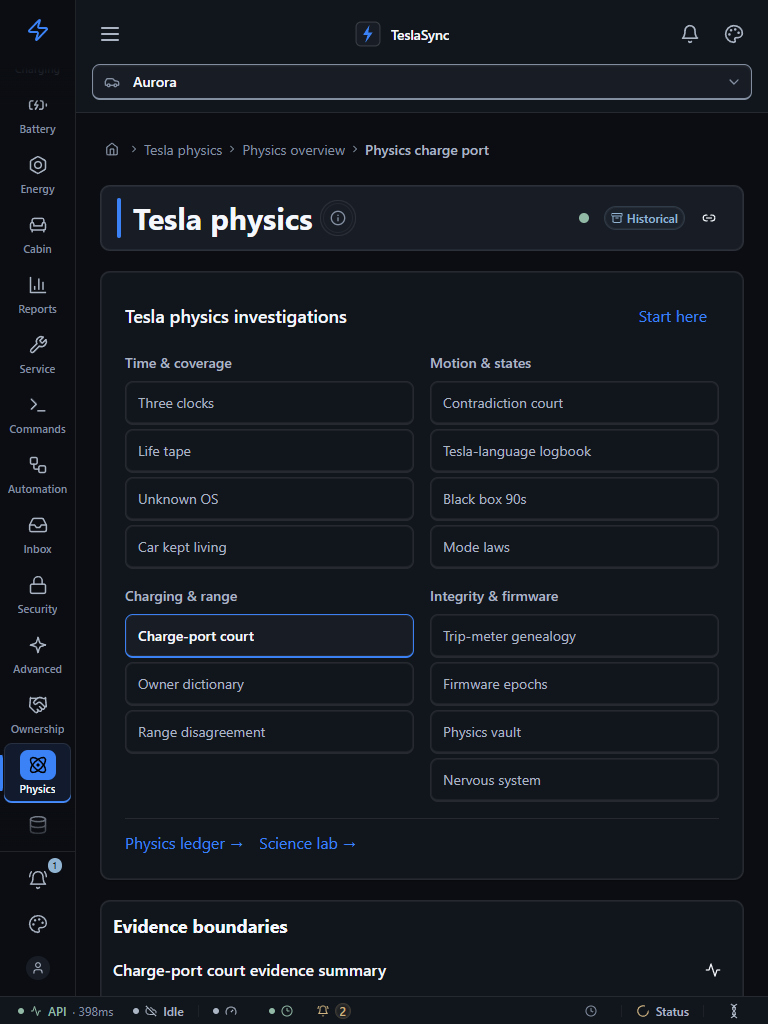 TeslaSync
Aurora
Charging
Battery
Energy
Cabin
Reports
Service
Commands
Automation
Inbox
Security
Advanced
Ownership
Physics
1
Tesla physics › Physics overview › Physics charge port
Tesla physics
Historical
Tesla physics investigations
Start here
Time & coverage
Three clocks
Life tape
Unknown OS
Car kept living
Motion & states
Contradiction court
Tesla-language logbook
Black box 90s
Mode laws
Charging & range
Charge-port court
Owner dictionary
Range disagreement
Integrity & firmware
Trip-meter genealogy
Firmware epochs
Physics vault
Nervous system
Physics ledger →
Science lab →
Evidence boundaries
Charge-port court evidence summary
API · 398ms
Idle
2
Status